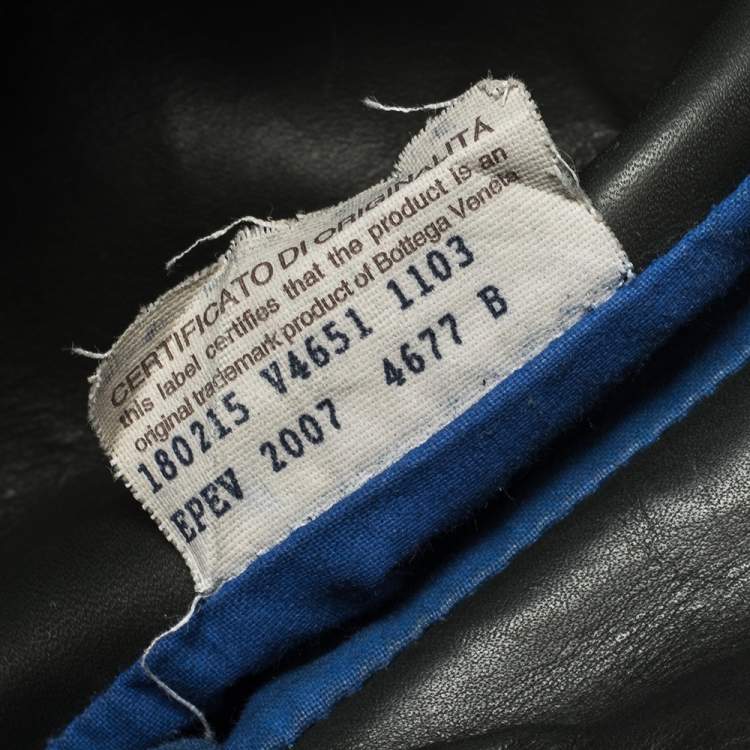 CERTIFICATO DI ORIGINALITÁ
this label certifies that the product is an
original trademark product of Bottega Veneta
180215 V4651 1103
EPEV 2007 4677 B